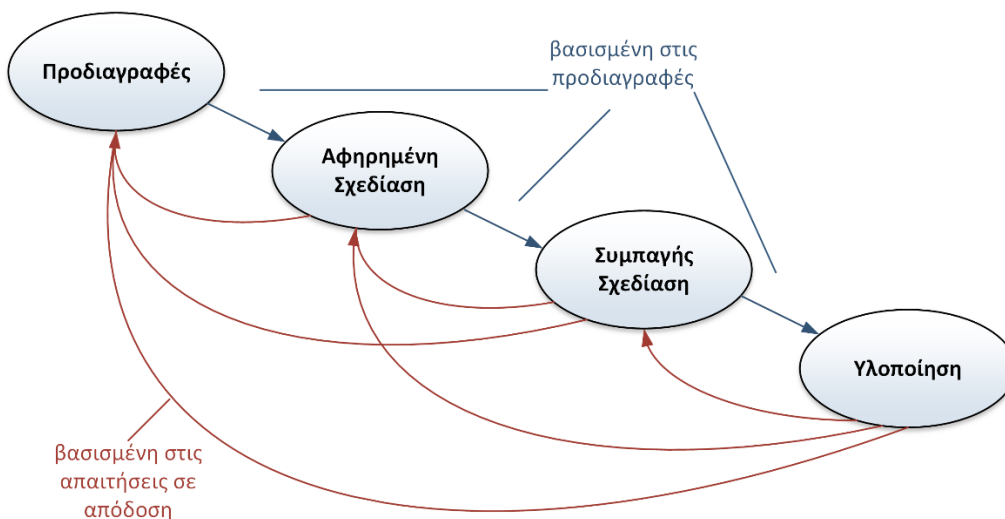 βασισμένη στις
προδιαγραφές
Προδιαγραφές
Αφηρημένη
Σχεδίαση
Συμπαγής
Σχεδίαση
Υλοποίηση
βασισμένη στις
απαιτήσεις σε
απόδοση